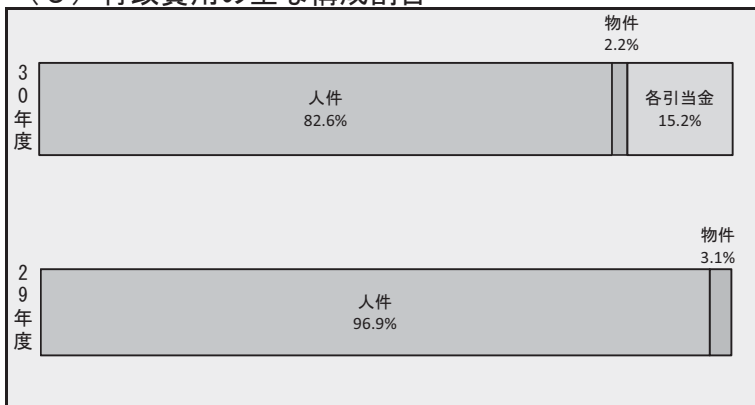 物件
2.2%
30年度
人件
82.6%
各引当金
15.2%
物件
3.1%
29年度
人件
96.9%